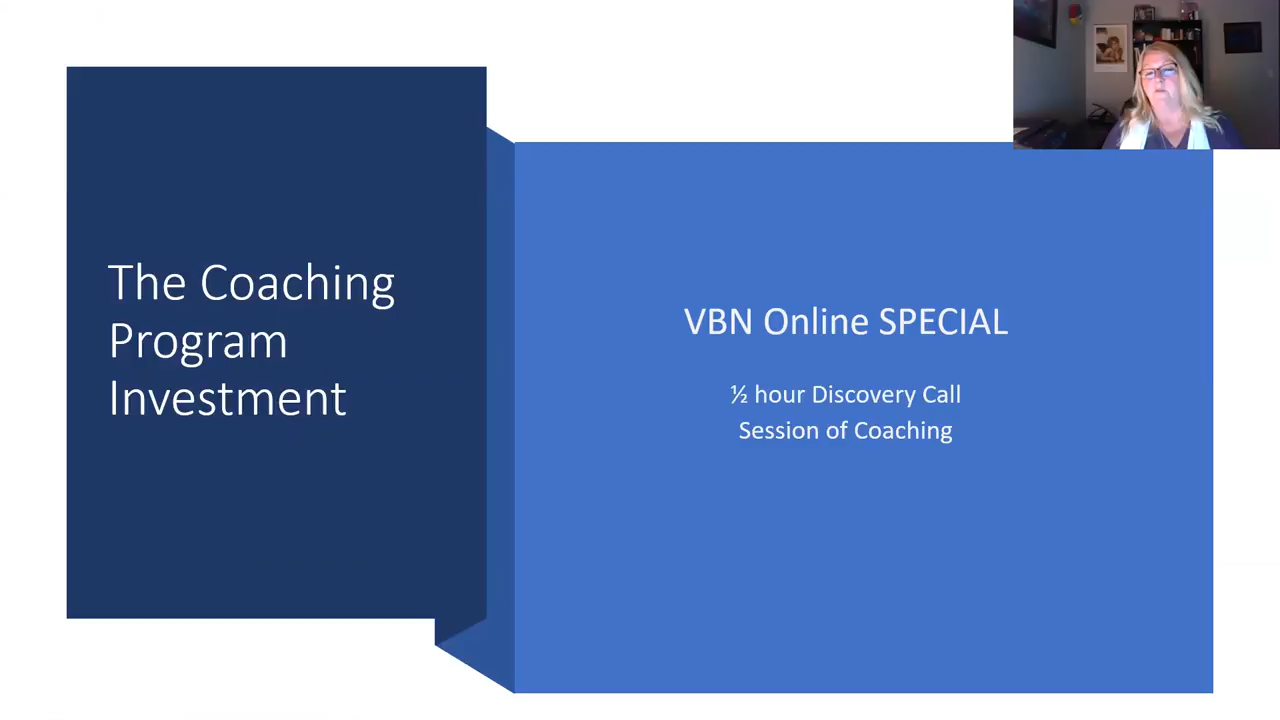 The Coaching
Program
Investment
VBN Online SPECIAL
½ hour Discovery Call
Session of Coaching